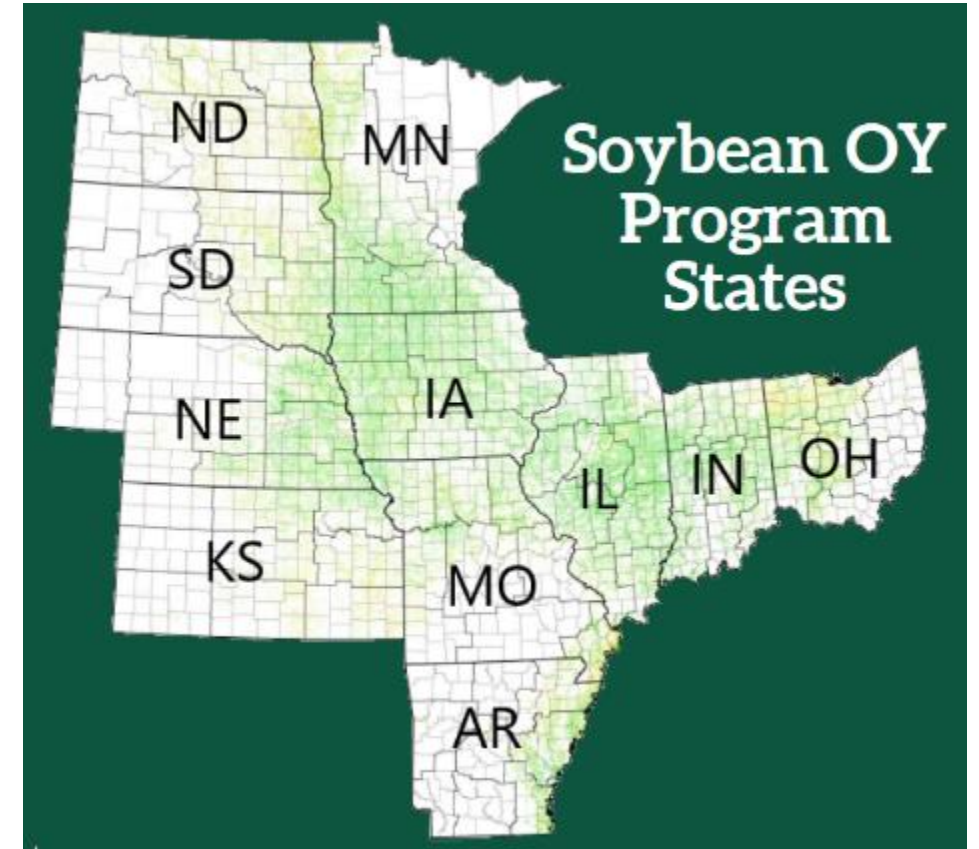 Soybean OY
Program
States
ND
MN
SD
NE
IA
IL
IN
OH
KS
MO
AR